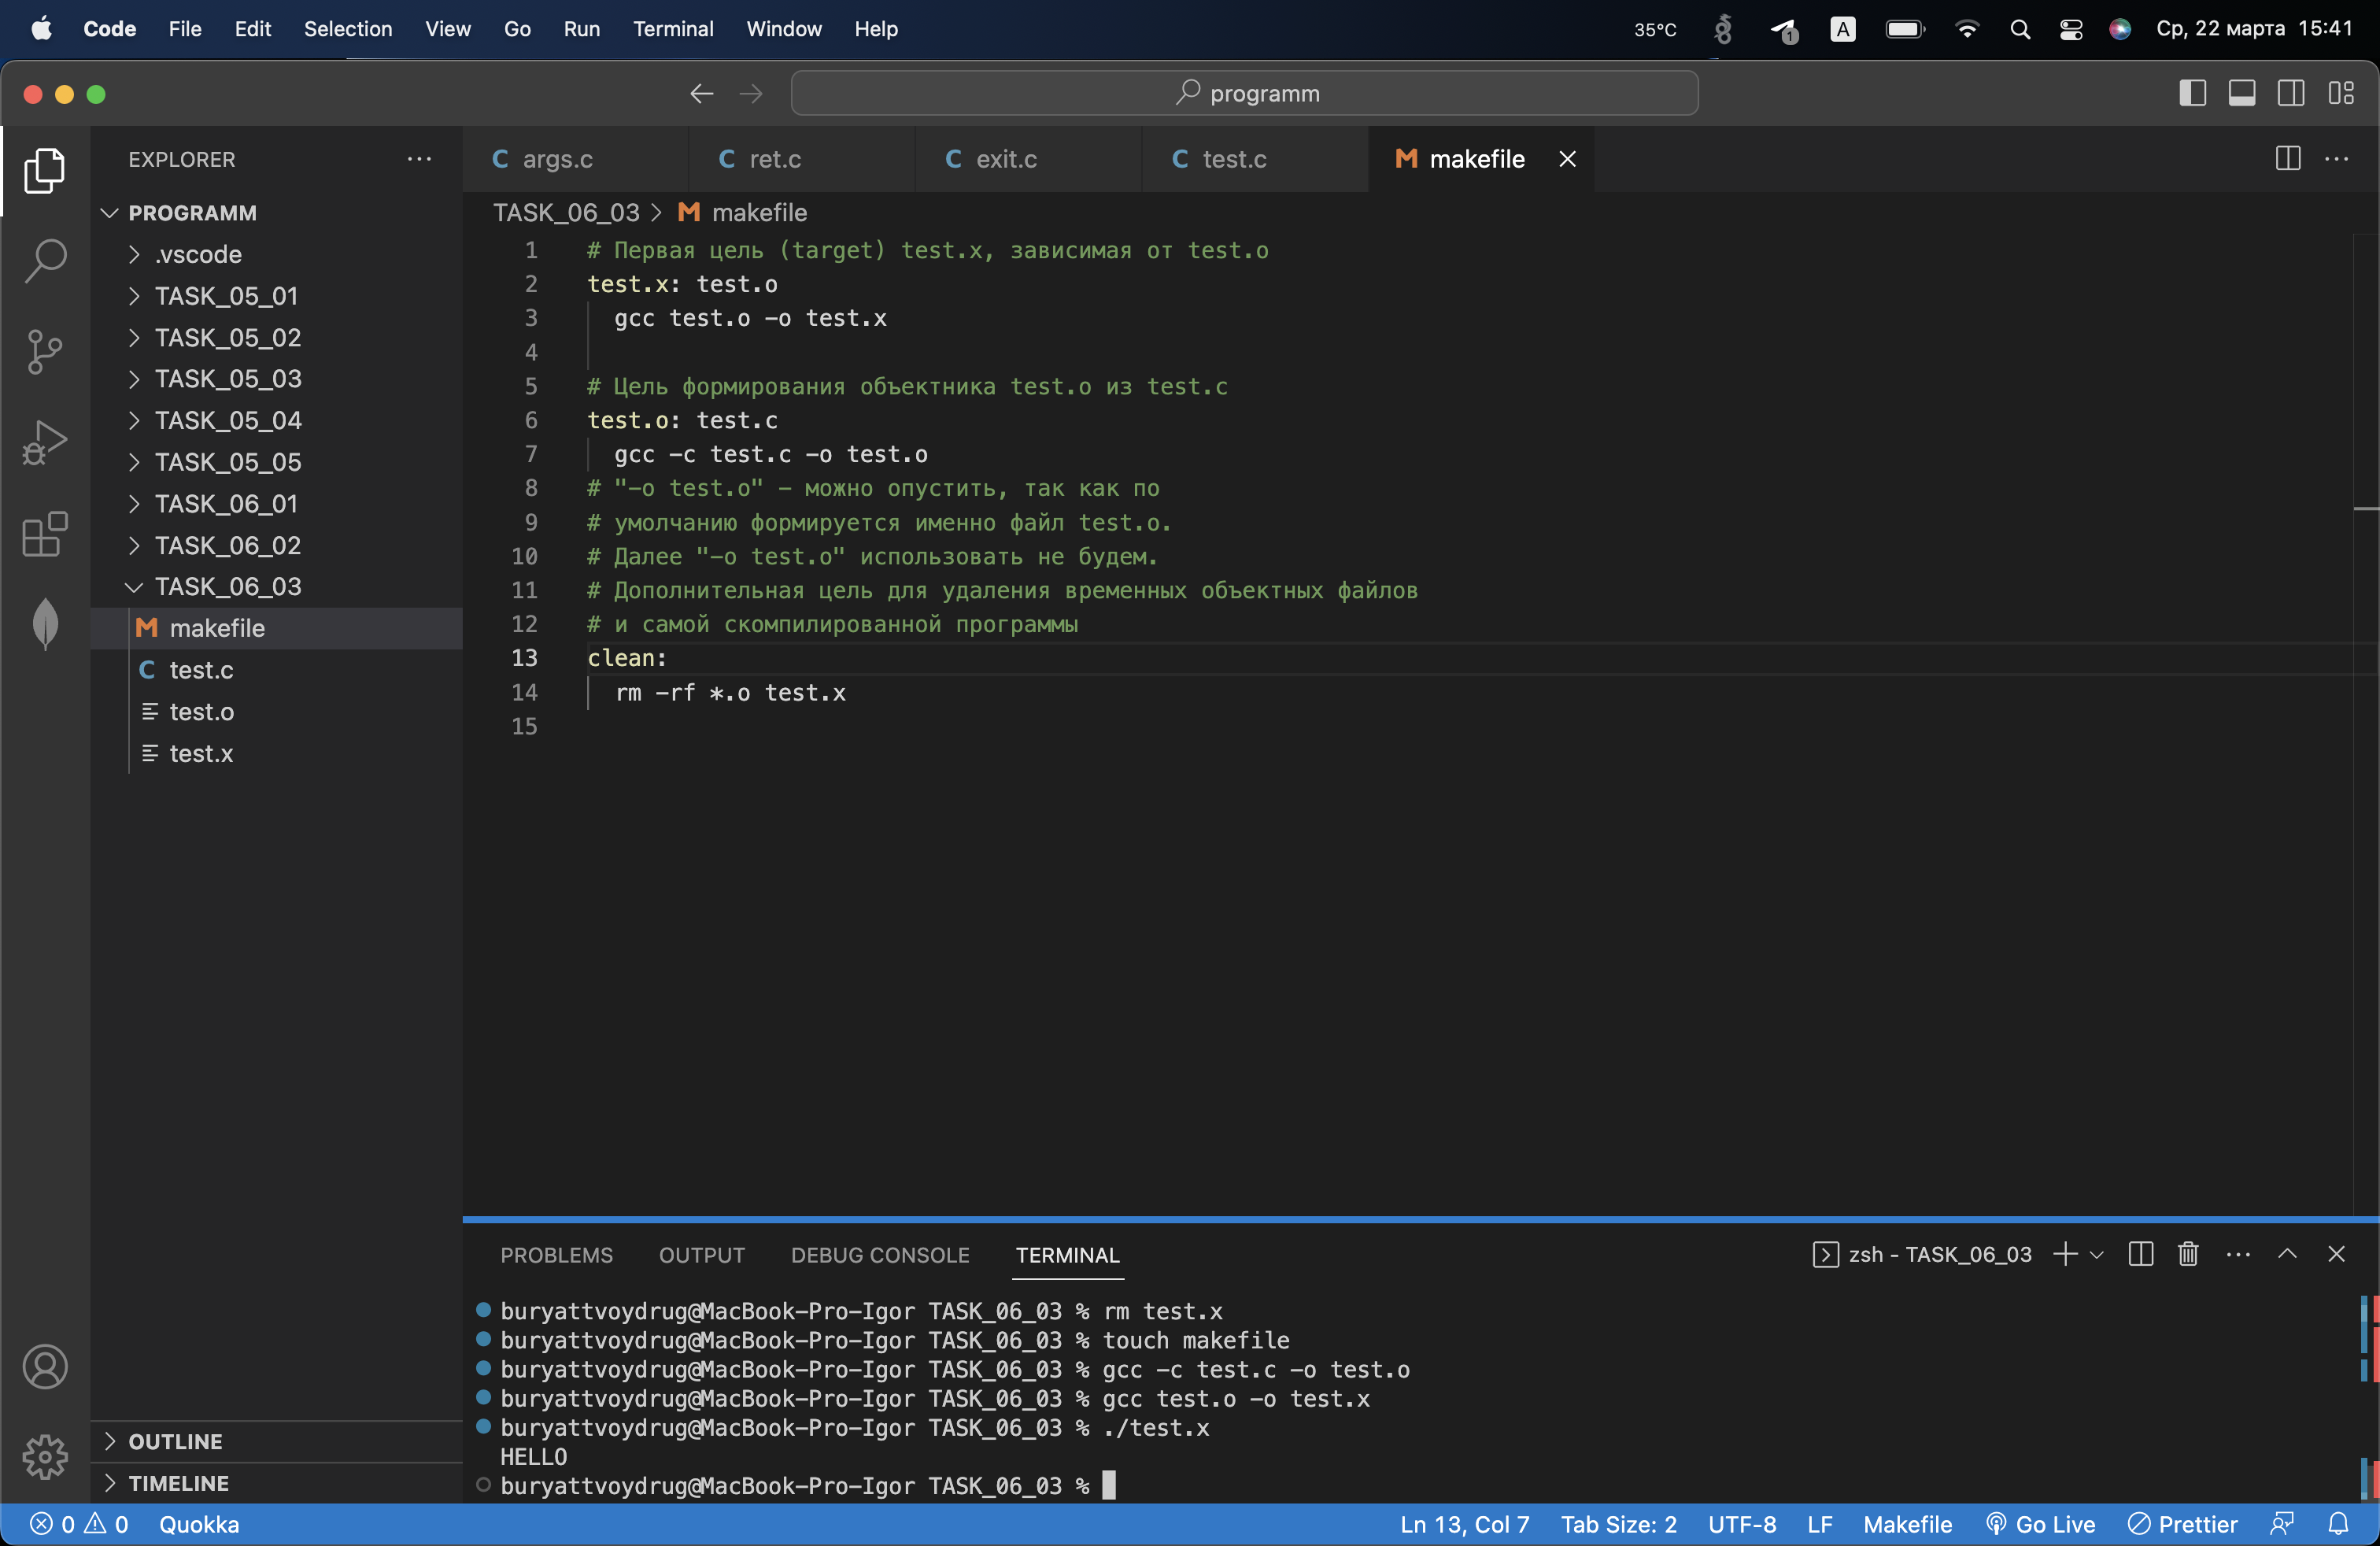 Code File Edit Selection View Go Run Terminal Window Help
35°C 1 A Ср, 22 марта 15:41
programm
EXPLORER
PROGRAMM
.vscode
TASK_05_01
TASK_05_02
TASK_05_03
TASK_05_04
TASK_05_05
TASK_06_01
TASK_06_02
TASK_06_03
M makefile
C test.c
test.o
test.x
OUTLINE
TIMELINE
C args.c C ret.c C exit.c C test.c M makefile
TASK_06_03 > M makefile
1 # Первая цель (target) test.x, зависимая от test.o
2 test.x: test.o
3 gcc test.o -o test.x
4
5 # Цель формирования объектника test.o из test.c
6 test.o: test.c
7 gcc -c test.c -o test.o
8 # "-o test.o" - можно опустить, так как по
9 # умолчанию формируется именно файл test.o.
10 # Далее "-o test.o" использовать не будем.
11 # Дополнительная цель для удаления временных объектных файлов
12 # и самой скомпилированной программы
13 clean:
14 rm -rf *.o test.x
15
PROBLEMS OUTPUT DEBUG CONSOLE TERMINAL
zsh - TASK_06_03
buryattvoydrug@MacBook-Pro-Igor TASK_06_03 % rm test.x
buryattvoydrug@MacBook-Pro-Igor TASK_06_03 % touch makefile
buryattvoydrug@MacBook-Pro-Igor TASK_06_03 % gcc -c test.c -o test.o
buryattvoydrug@MacBook-Pro-Igor TASK_06_03 % gcc test.o -o test.x
buryattvoydrug@MacBook-Pro-Igor TASK_06_03 % ./test.x
HELLO
buryattvoydrug@MacBook-Pro-Igor TASK_06_03 %
0 0 Quokka
Ln 13, Col 7 Tab Size: 2 UTF-8 LF Makefile Go Live Prettier